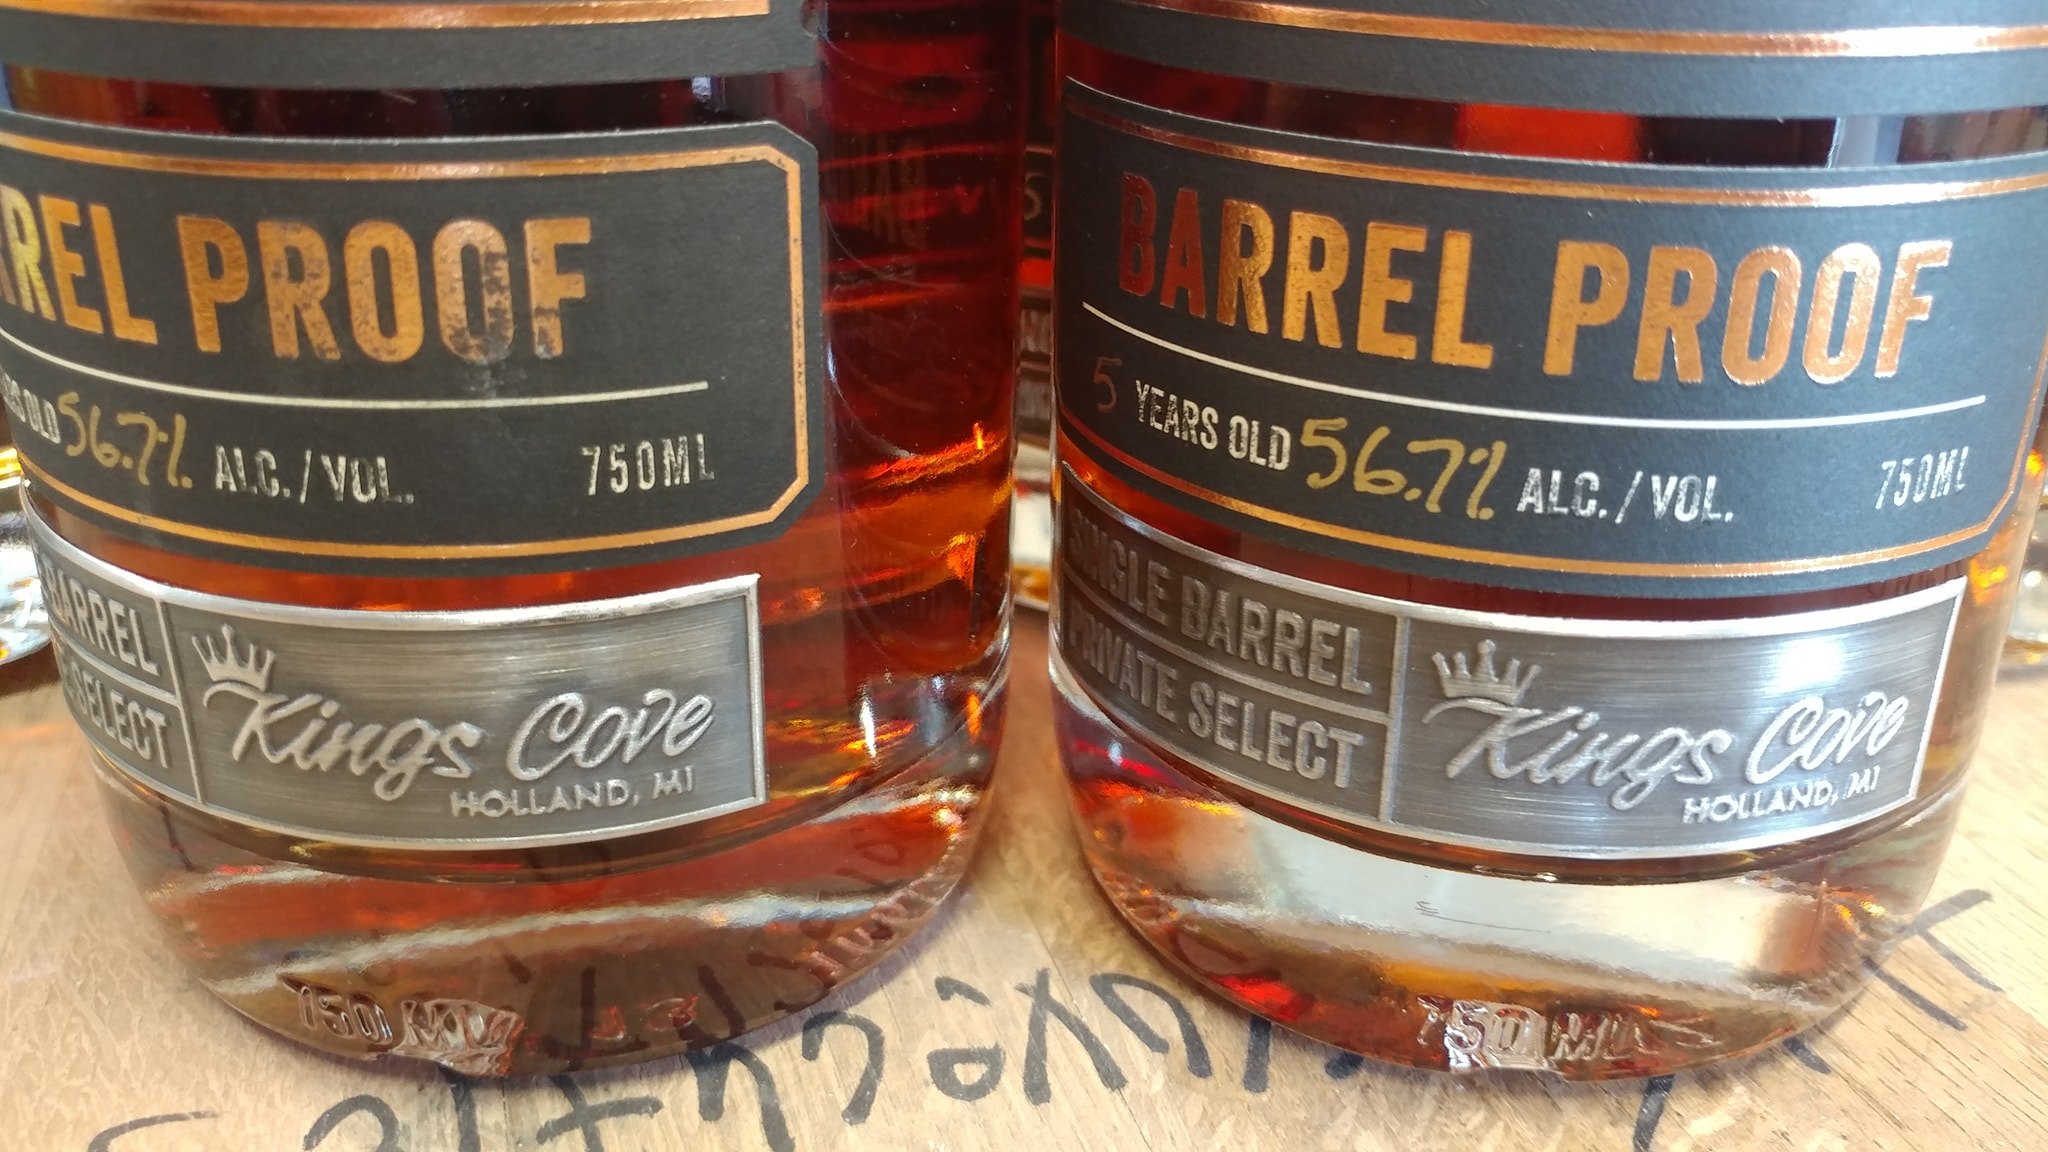 REL PROOF
56.7% ALC./VOL. 750ML
BARREL
SELECT
Kings Cove
HOLLAND, MI
750 ML
BARREL PROOF
5 YEARS OLD 56.7% ALC./VOL. 750ML
SINGLE BARREL
PRIVATE SELECT
Kings Cove
HOLLAND, MI
750 ML